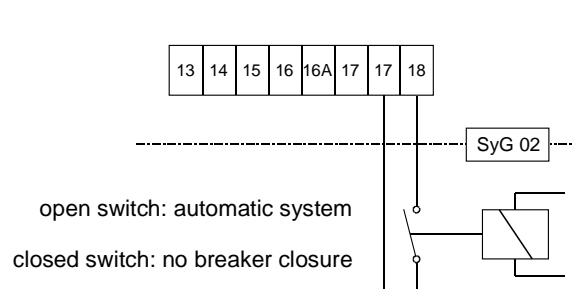 13 14 15 16 16A 17 17 18
SyG 02
open switch: automatic system
closed switch: no breaker closure